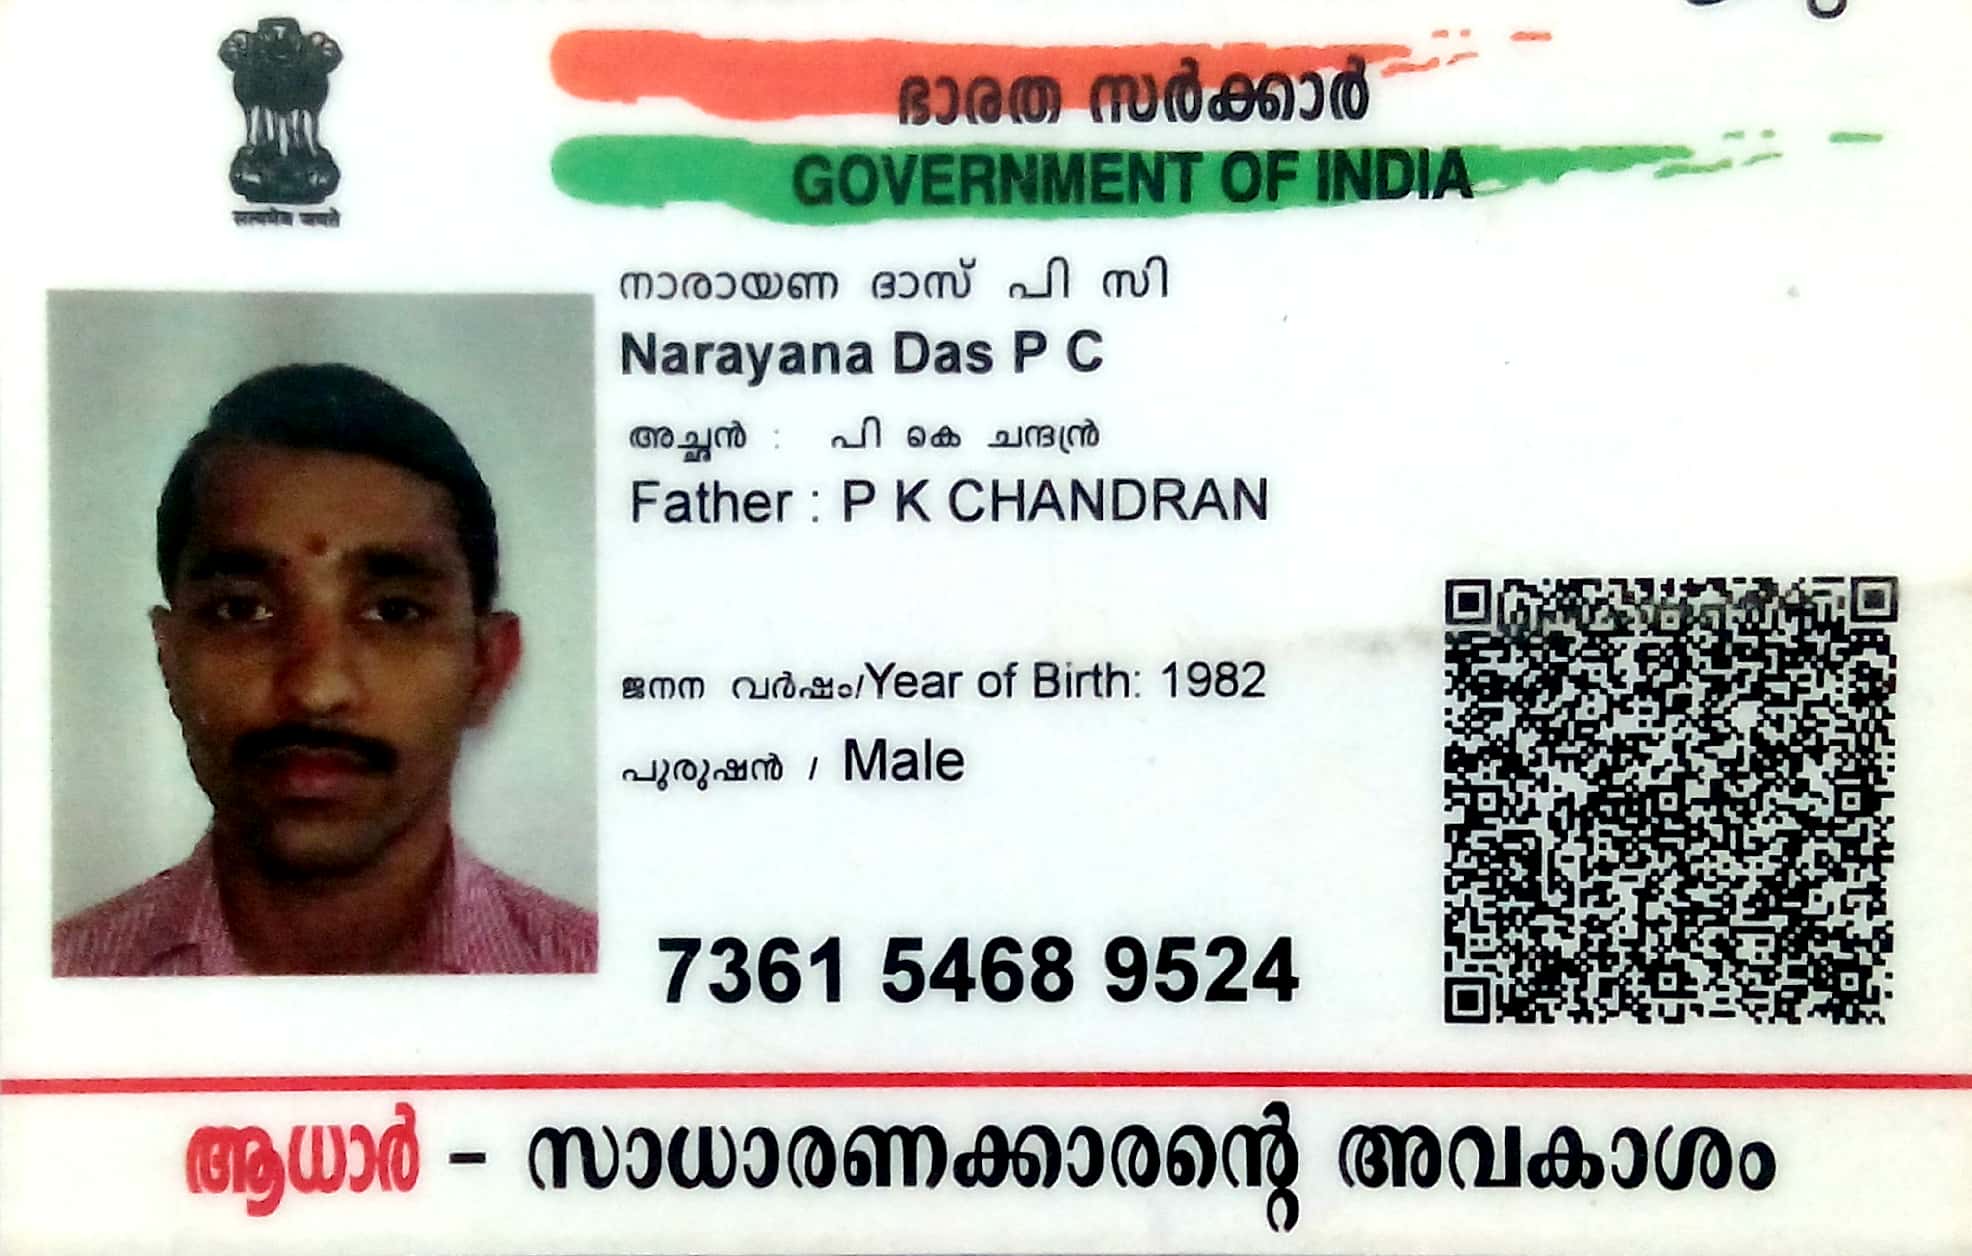 ഭാരത സർക്കാർ
GOVERNMENT OF INDIA
सत्यमेव जयते
നാരായണ ദാസ് പി സി
Narayana Das P C
അച്ഛൻ : പി കെ ചന്ദ്രൻ
Father : P K CHANDRAN
ജനന വർഷം/Year of Birth: 1982
പുരുഷൻ / Male
7361 5468 9524
ആധാർ - സാധാരണക്കാരന്റെ അവകാശം